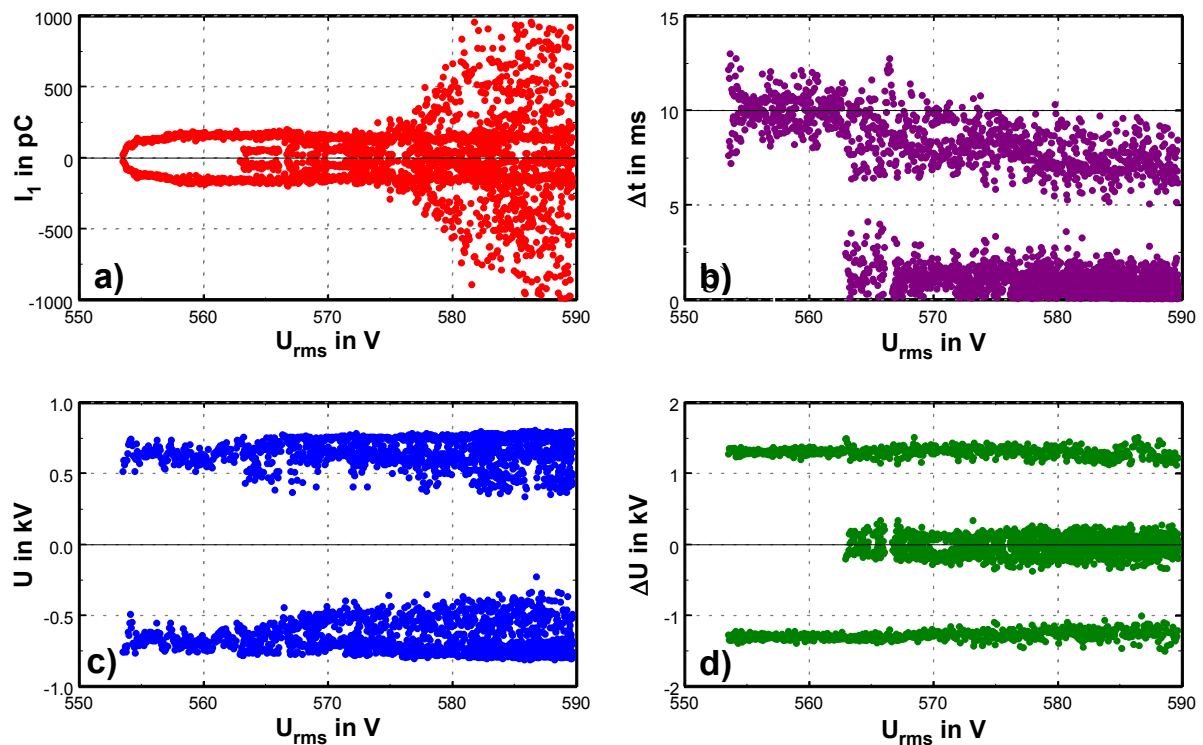 1000
500
0
-500
-1000
I1 in pC
a)
550 560 570 580 590
Urms in V
15
10
5
0
Δt in ms
b)
550 560 570 580 590
Urms in V
1.0
0.5
0.0
-0.5
-1.0
U in kV
c)
550 560 570 580 590
Urms in V
2
1
0
-1
-2
ΔU in kV
d)
550 560 570 580 590
Urms in V